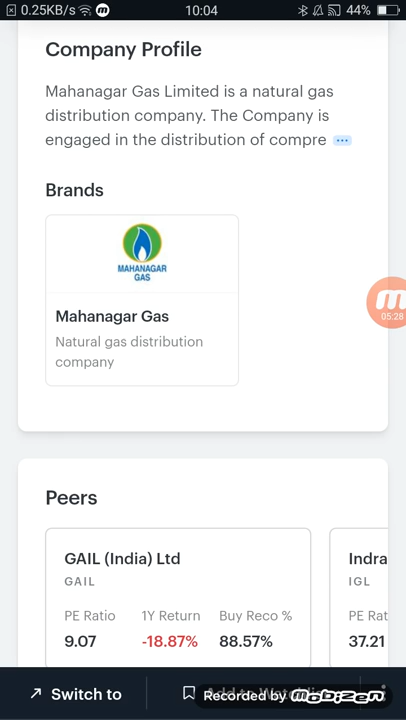 0.25KB/s
10:04
44%
Company Profile
Mahanagar Gas Limited is a natural gas
distribution company. The Company is
engaged in the distribution of compre ...
Brands
MAHANAGAR
GAS
Mahanagar Gas
Natural gas distribution
company
05:28
Peers
GAIL (India) Ltd
GAIL
PE Ratio 1Y Return Buy Reco %
9.07 -18.87% 88.57%
Indra
IGL
PE Rat
37.21
Switch to
Recorded by mobizen